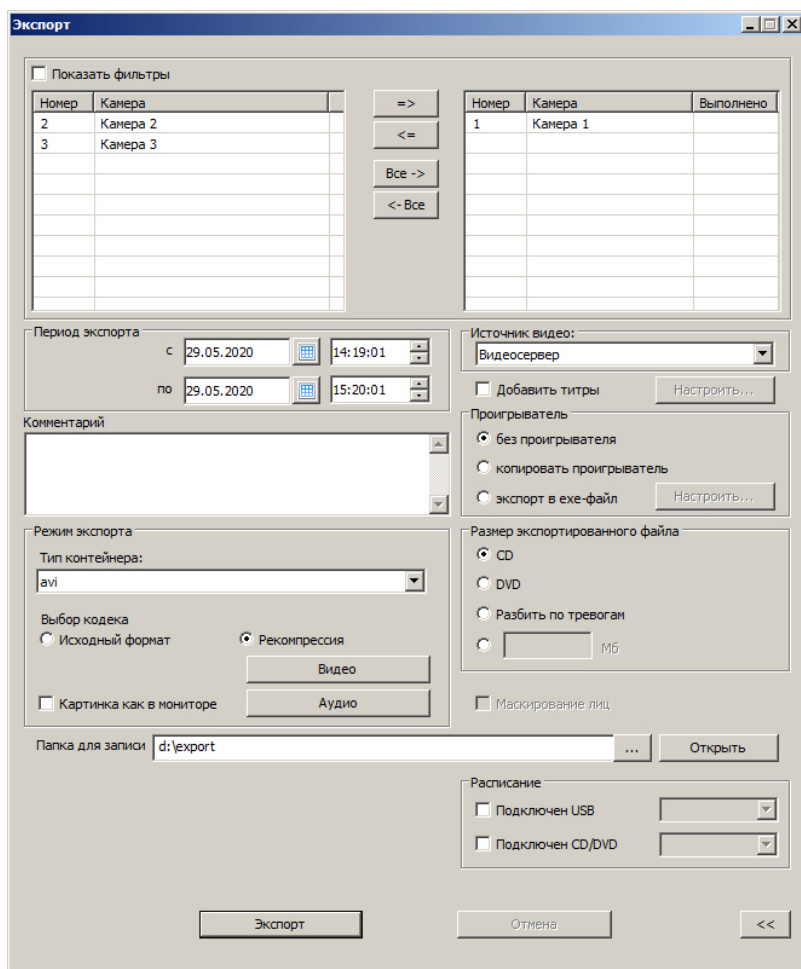 Экспорт
Показать фильтры
Номер Камера
2 Камера 2
3 Камера 3
=>
<=
Все ->
<- Все
Номер Камера Выполнено
1 Камера 1
Период экспорта
с 29.05.2020 14:19:01
по 29.05.2020 15:20:01
Источник видео:
Видеосервер
Добавить титры Настроить...
Комментарий
Проигрыватель
без проигрывателя
копировать проигрыватель
экспорт в exe-файл Настроить...
Режим экспорта
Тип контейнера:
avi
Выбор кодека
Исходный формат Рекомпрессия
Видео
Картинка как в мониторе Аудио
Размер экспортированного файла
CD
DVD
Разбить по тревогам
Мб
Маскирование лиц
Папка для записи d:\export ... Открыть
Расписание
Подключен USB
Подключен CD/DVD
Экспорт Отмена <<